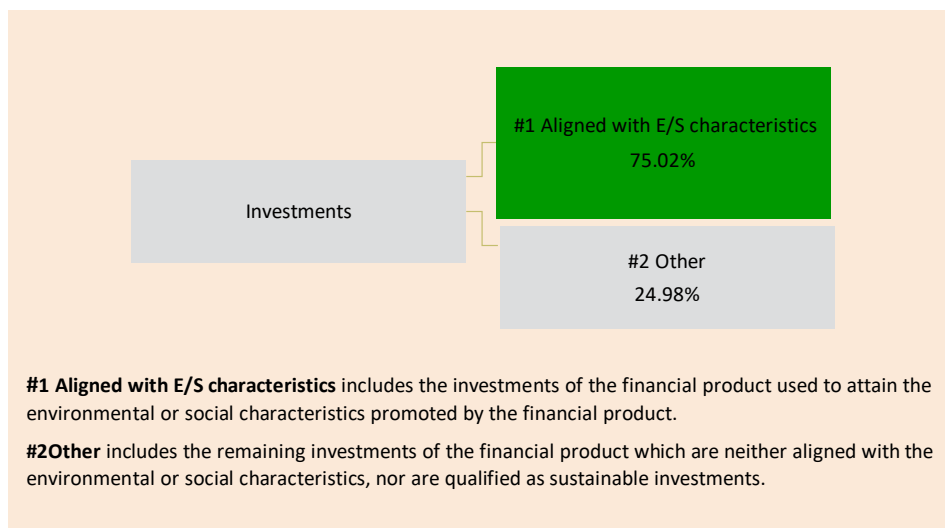 #1 Aligned with E/S characteristics
75.02%
Investments
#2 Other
24.98%
#1 Aligned with E/S characteristics includes the investments of the financial product used to attain the
environmental or social characteristics promoted by the financial product.
#2Other includes the remaining investments of the financial product which are neither aligned with the
environmental or social characteristics, nor are qualified as sustainable investments.